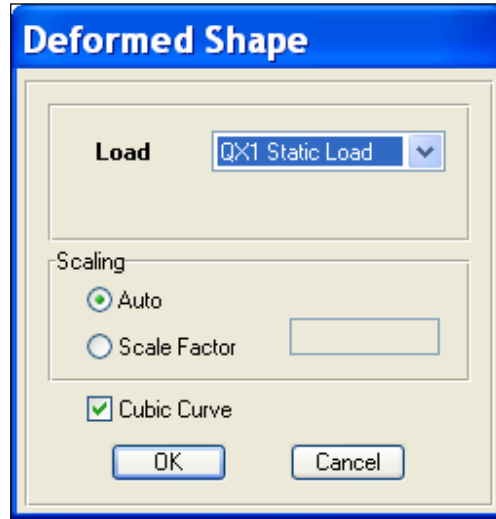 Deformed Shape
Load QX1 Static Load
Scaling
Auto
Scale Factor
Cubic Curve
OK Cancel